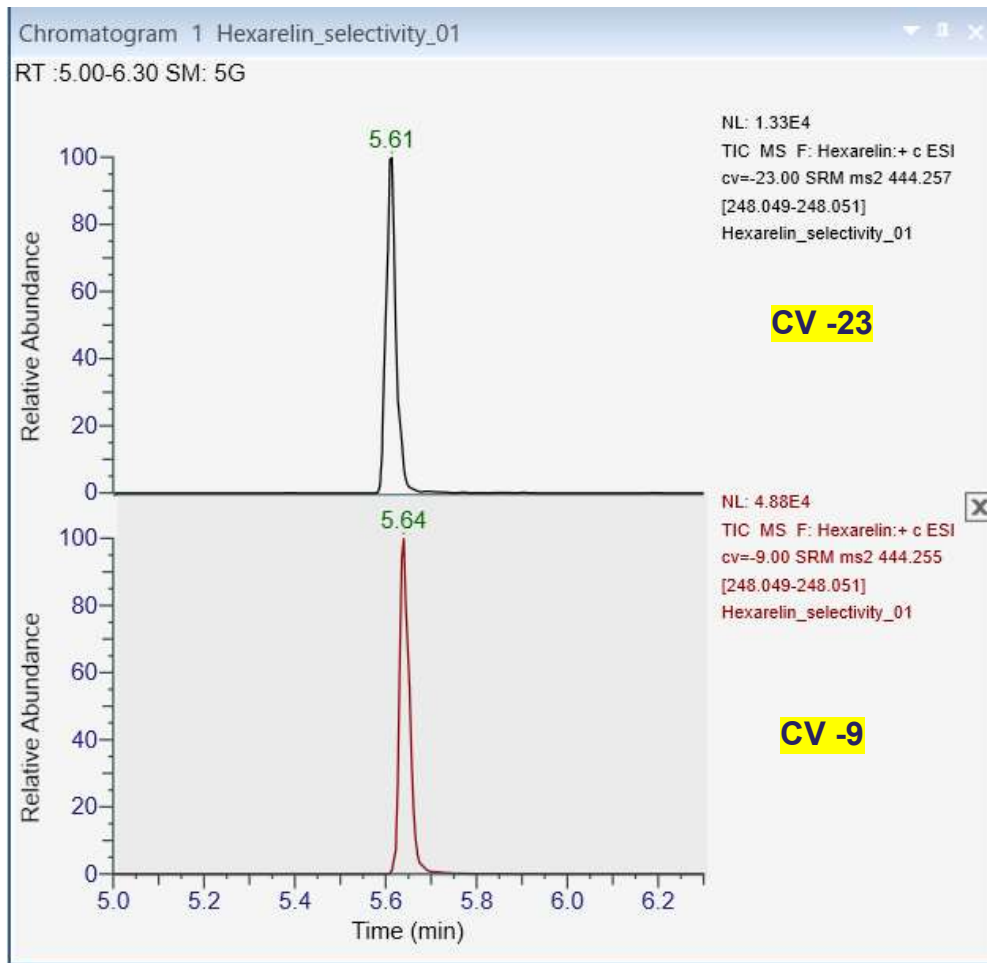 Chromatogram 1 Hexarelin_selectivity_01
RT :5.00-6.30 SM: 5G
NL: 1.33E4
TIC MS F: Hexarelin:+ c ESI
cv=-23.00 SRM ms2 444.257
[248.049-248.051]
Hexarelin_selectivity_01
CV -23
5.61
100
80
60
40
20
0
Relative Abundance
NL: 4.88E4
TIC MS F: Hexarelin:+ c ESI
cv=-9.00 SRM ms2 444.255
[248.049-248.051]
Hexarelin_selectivity_01
CV -9
5.64
100
80
60
40
20
0
Relative Abundance
5.0 5.2 5.4 5.6 5.8 6.0 6.2
Time (min)